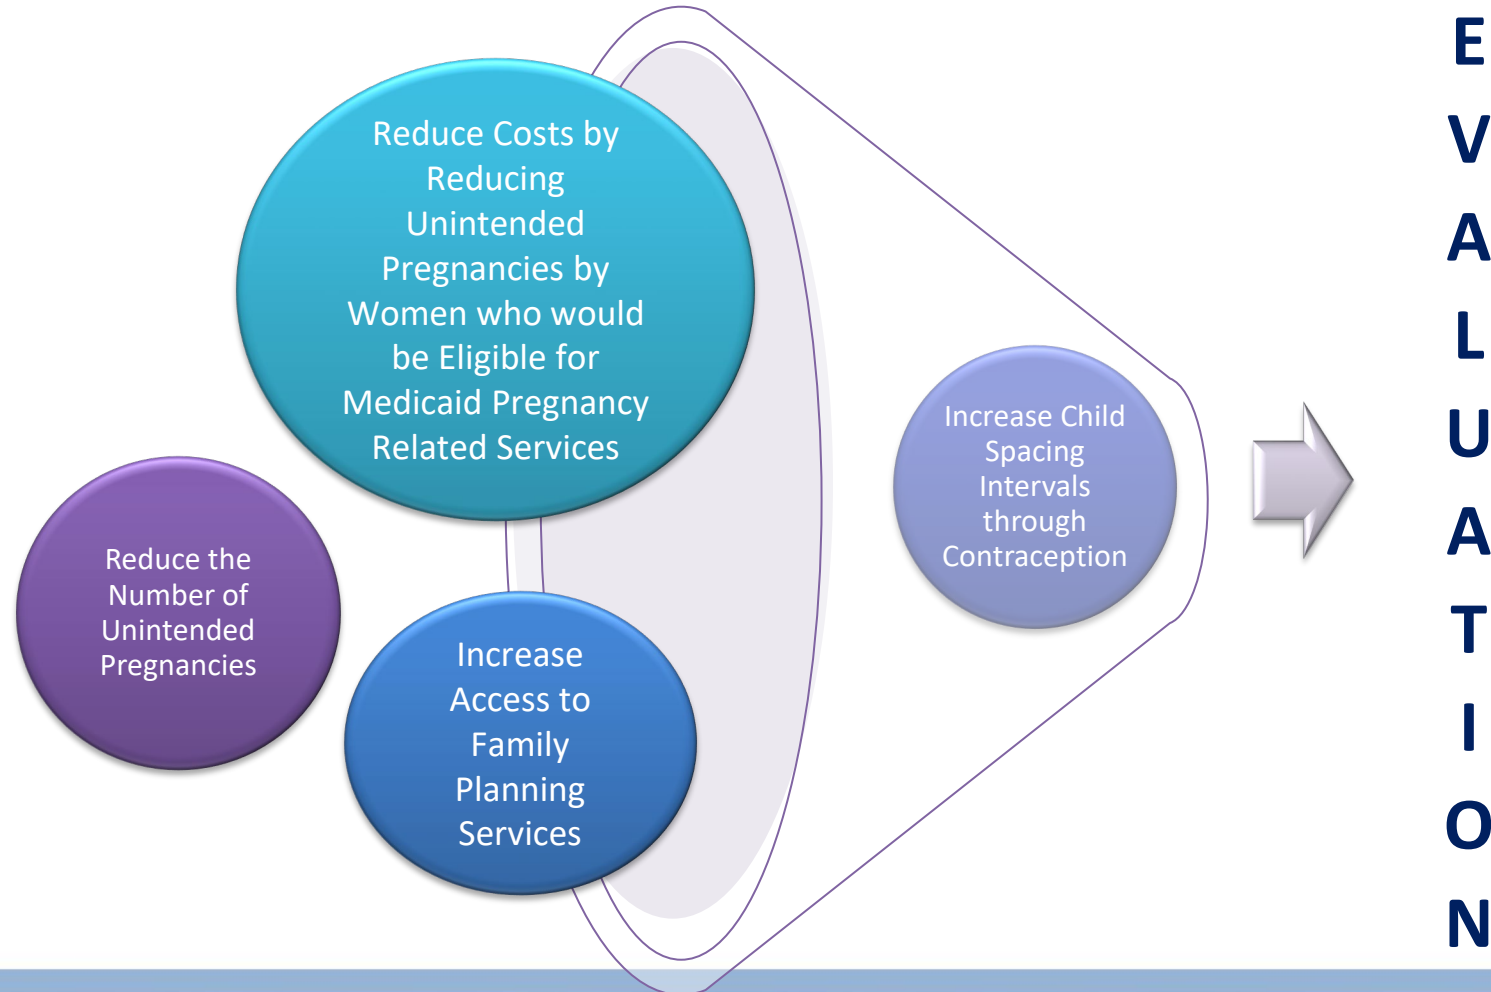 Reduce Costs by
Reducing
Unintended
Pregnancies by
Women who would
be Eligible for
Medicaid Pregnancy
Related Services
Reduce the
Number of
Unintended
Pregnancies
Increase
Access to
Family
Planning
Services
Increase Child
Spacing
Intervals
through
Contraception
E
V
A
L
U
A
T
I
O
N